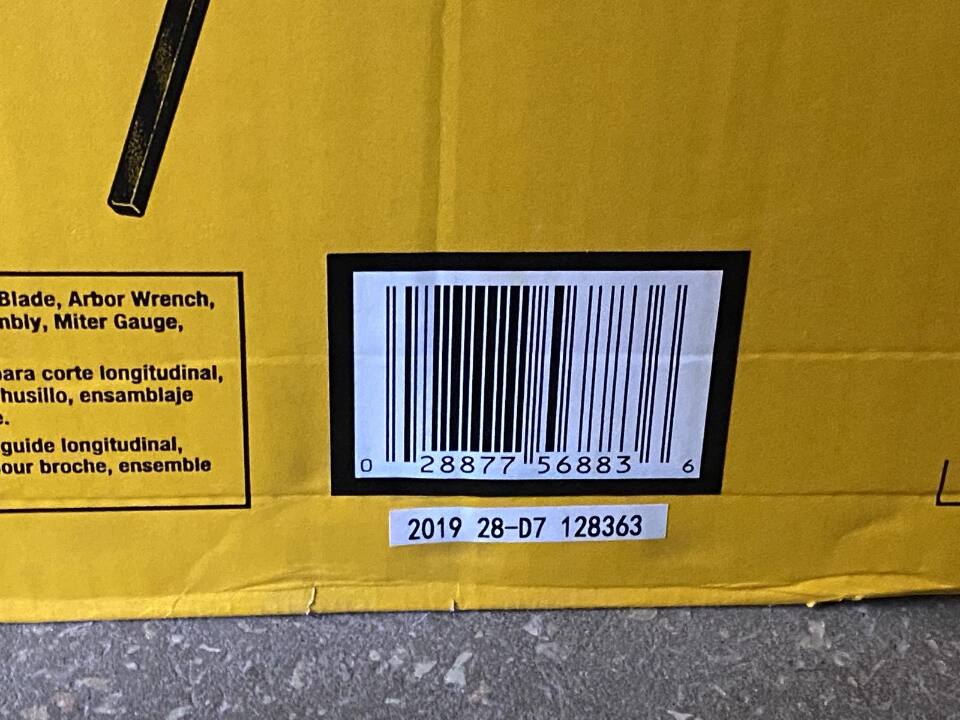 Blade, Arbor Wrench,
Miter Gauge,
para corte longitudinal,
husillo, ensamblaje
guide longitudinal,
pour broche, ensemble
0 28877 56883 6
2019 28-D7 128363